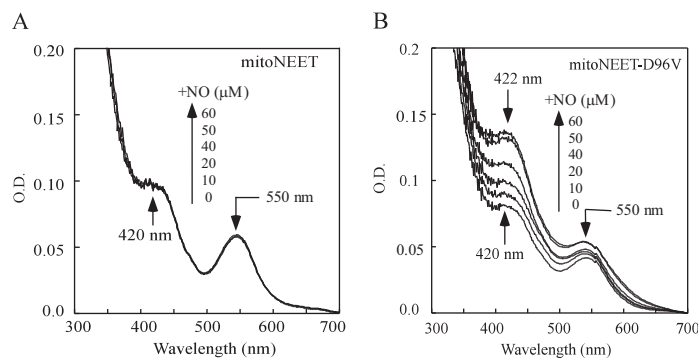 A
0.20
mitoNEET
+NO (μM)
60
50
40
20
10
0
0.15
0.10
0.05
0.0
O.D.
420 nm
550 nm
300 400 500 600 700
Wavelength (nm)
B
0.2
mitoNEET-D96V
422 nm
+NO (μM)
60
50
40
20
10
0
0.15
0.10
0.05
0.0
O.D.
420 nm
550 nm
300 400 500 600 700
Wavelength (nm)